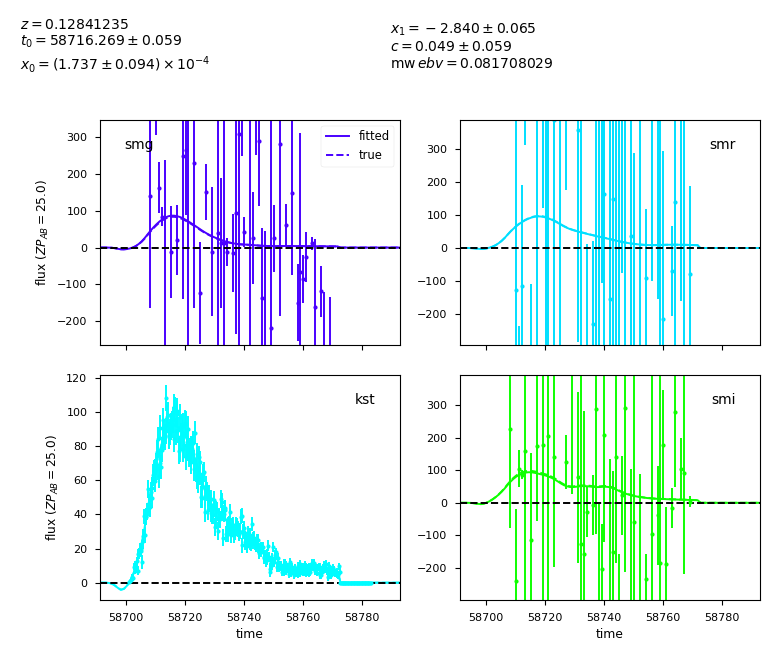 z = 0.12841235
t₀ = 58716.269 ± 0.059
x₀ = (1.737 ± 0.094) × 10⁻⁴
x₁ = −2.840 ± 0.065
c = 0.049 ± 0.059
mw ebv = 0.081708029
smg
fitted
true
300
200
100
0
−100
−200
flux (ZP_AB = 25.0)
smr
300
200
100
0
−100
−200
kst
120
100
80
60
40
20
0
flux (ZP_AB = 25.0)
58700 58720 58740 58760 58780
time
smi
300
200
100
0
−100
−200
58700 58720 58740 58760 58780
time